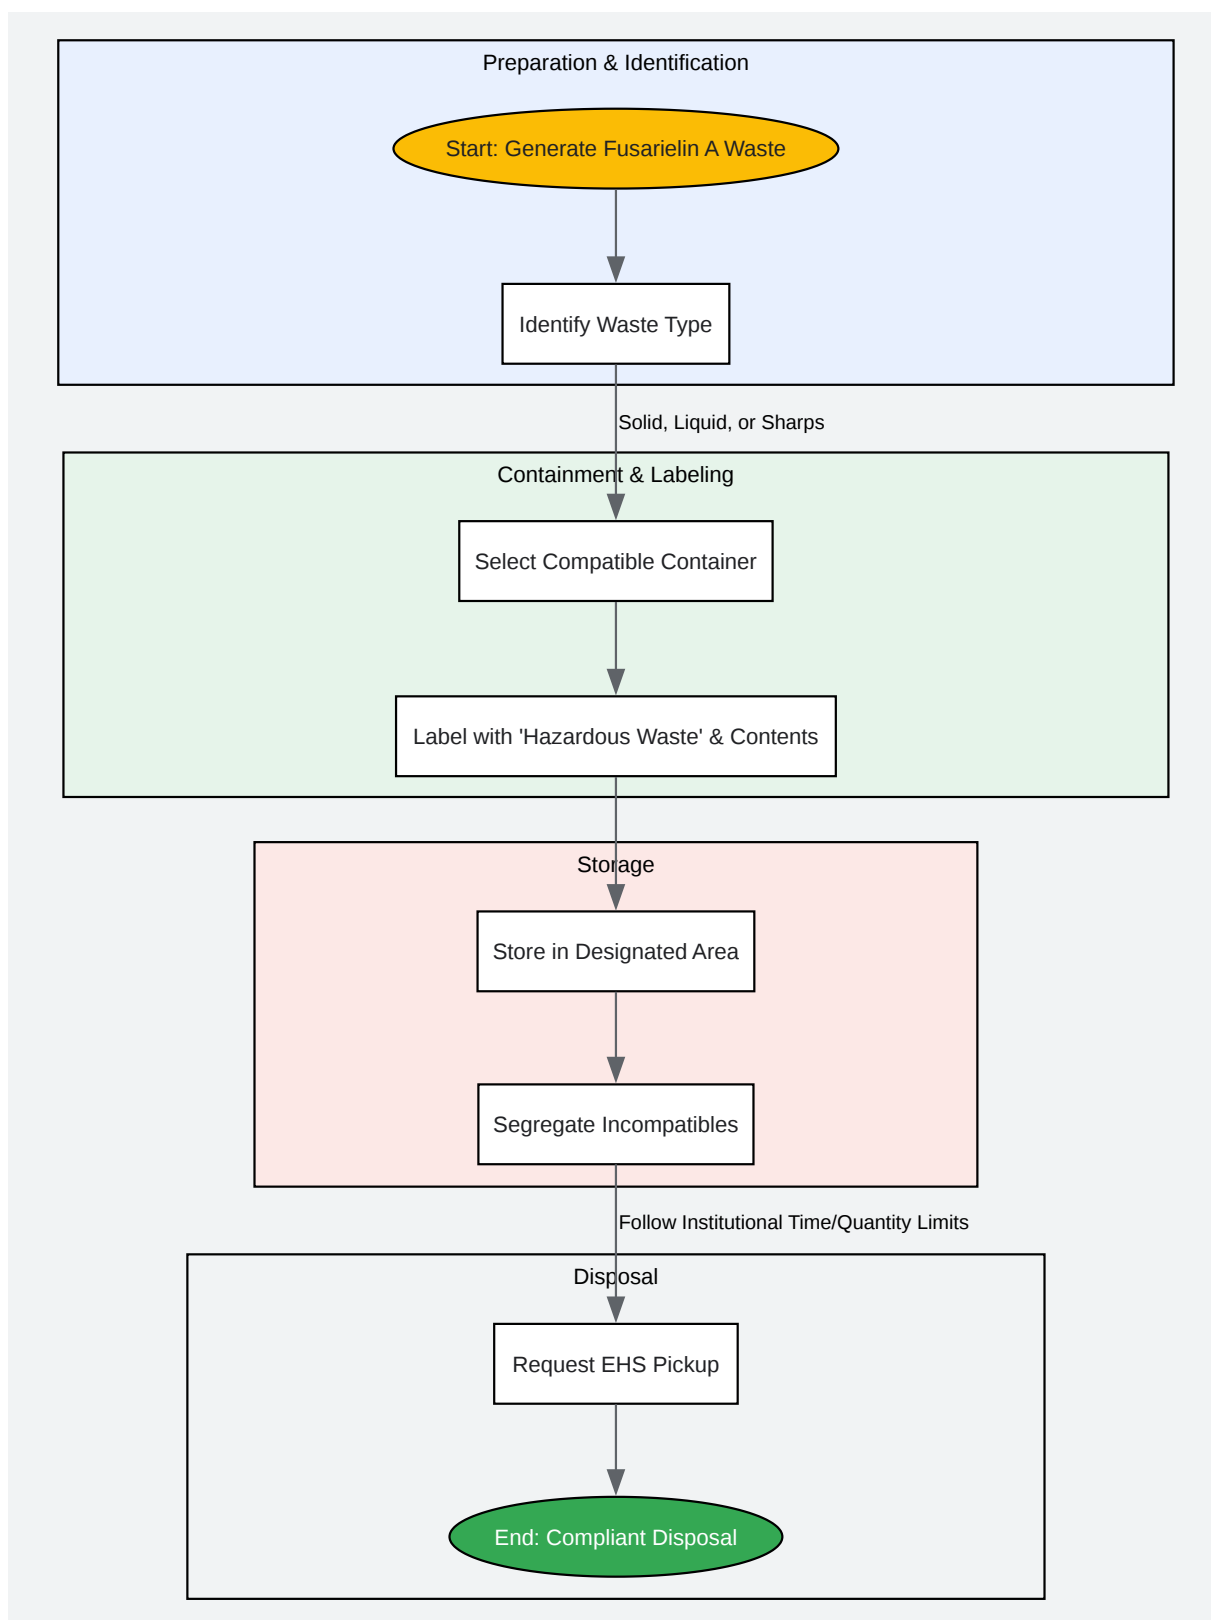 Preparation & Identification
Start: Generate Fusarielin A Waste
Identify Waste Type
Solid, Liquid, or Sharps
Containment & Labeling
Select Compatible Container
Label with 'Hazardous Waste' & Contents
Storage
Store in Designated Area
Segregate Incompatibles
Follow Institutional Time/Quantity Limits
Disposal
Request EHS Pickup
End: Compliant Disposal